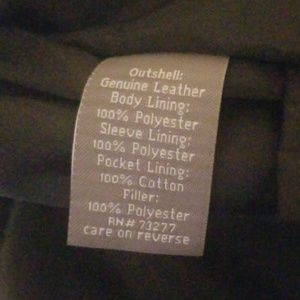 Outshell:
Genuine Leather
Body Lining:
100% Polyester
Sleeve Lining:
100% Polyester
Pocket Lining:
100% Cotton
Filler:
100% Polyester
RN# 73277
care on reverse